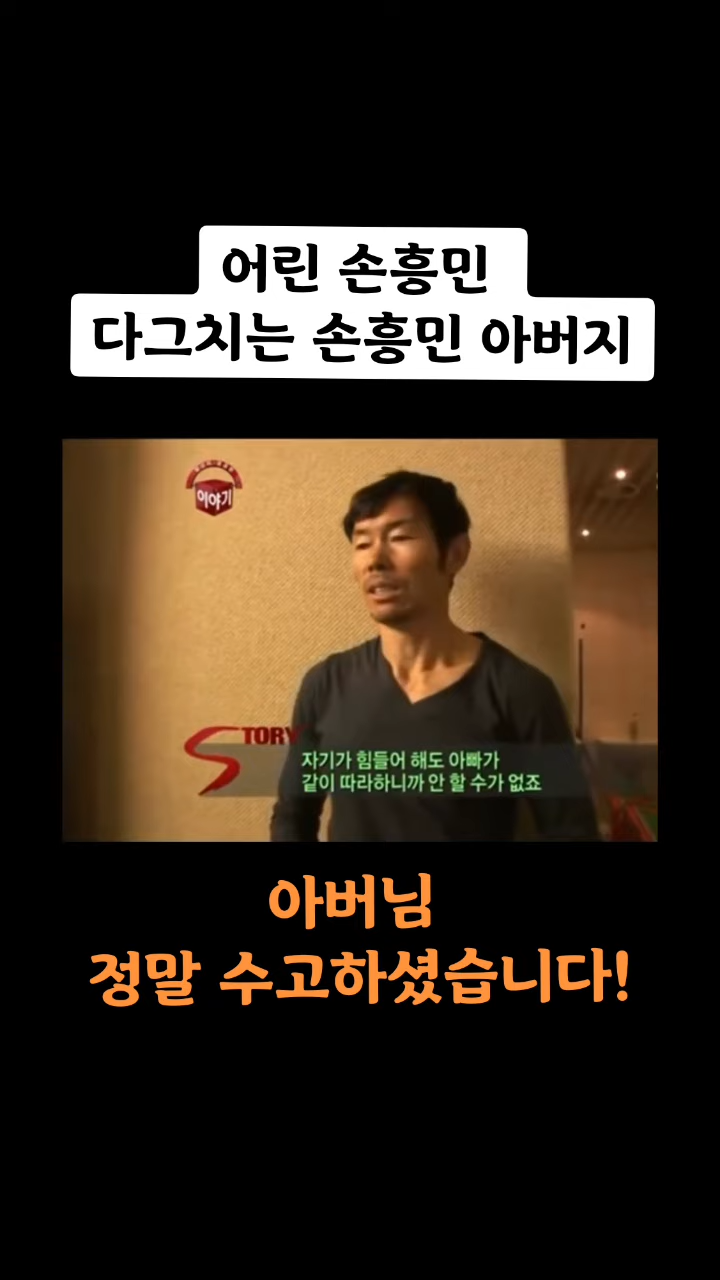 어린 손흥민
다그치는 손흥민 아버지
이야기
STORY
자기가 힘들어 해도 아빠가
같이 따라하니까 안 할 수가 없죠
아버님
정말 수고하셨습니다!